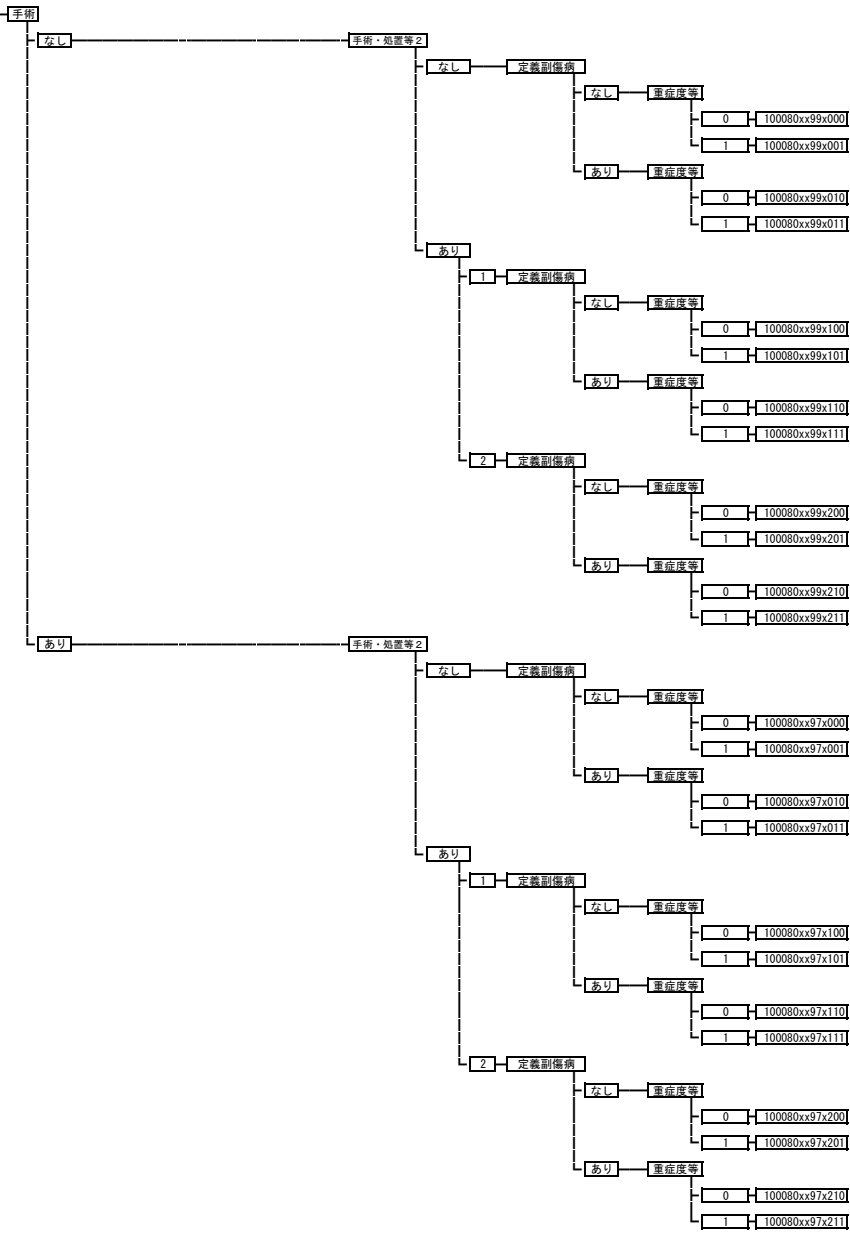 手術
なし 手術・処置等2
なし 定義副傷病
なし 重症度等
0 100080xx99x000
1 100080xx99x001
あり 重症度等
0 100080xx99x010
1 100080xx99x011
あり
1 定義副傷病
なし 重症度等
0 100080xx99x100
1 100080xx99x101
あり 重症度等
0 100080xx99x110
1 100080xx99x111
2 定義副傷病
なし 重症度等
0 100080xx99x200
1 100080xx99x201
あり 重症度等
0 100080xx99x210
1 100080xx99x211
あり 手術・処置等2
なし 定義副傷病
なし 重症度等
0 100080xx97x000
1 100080xx97x001
あり 重症度等
0 100080xx97x010
1 100080xx97x011
あり
1 定義副傷病
なし 重症度等
0 100080xx97x100
1 100080xx97x101
あり 重症度等
0 100080xx97x110
1 100080xx97x111
2 定義副傷病
なし 重症度等
0 100080xx97x200
1 100080xx97x201
あり 重症度等
0 100080xx97x210
1 100080xx97x211